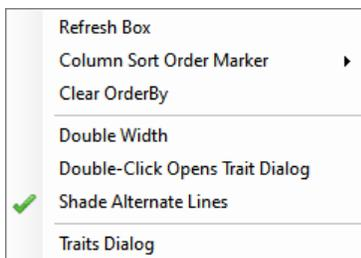 Refresh Box
Column Sort Order Marker
Clear OrderBy
Double Width
Double-Click Opens Trait Dialog
Shade Alternate Lines
Traits Dialog